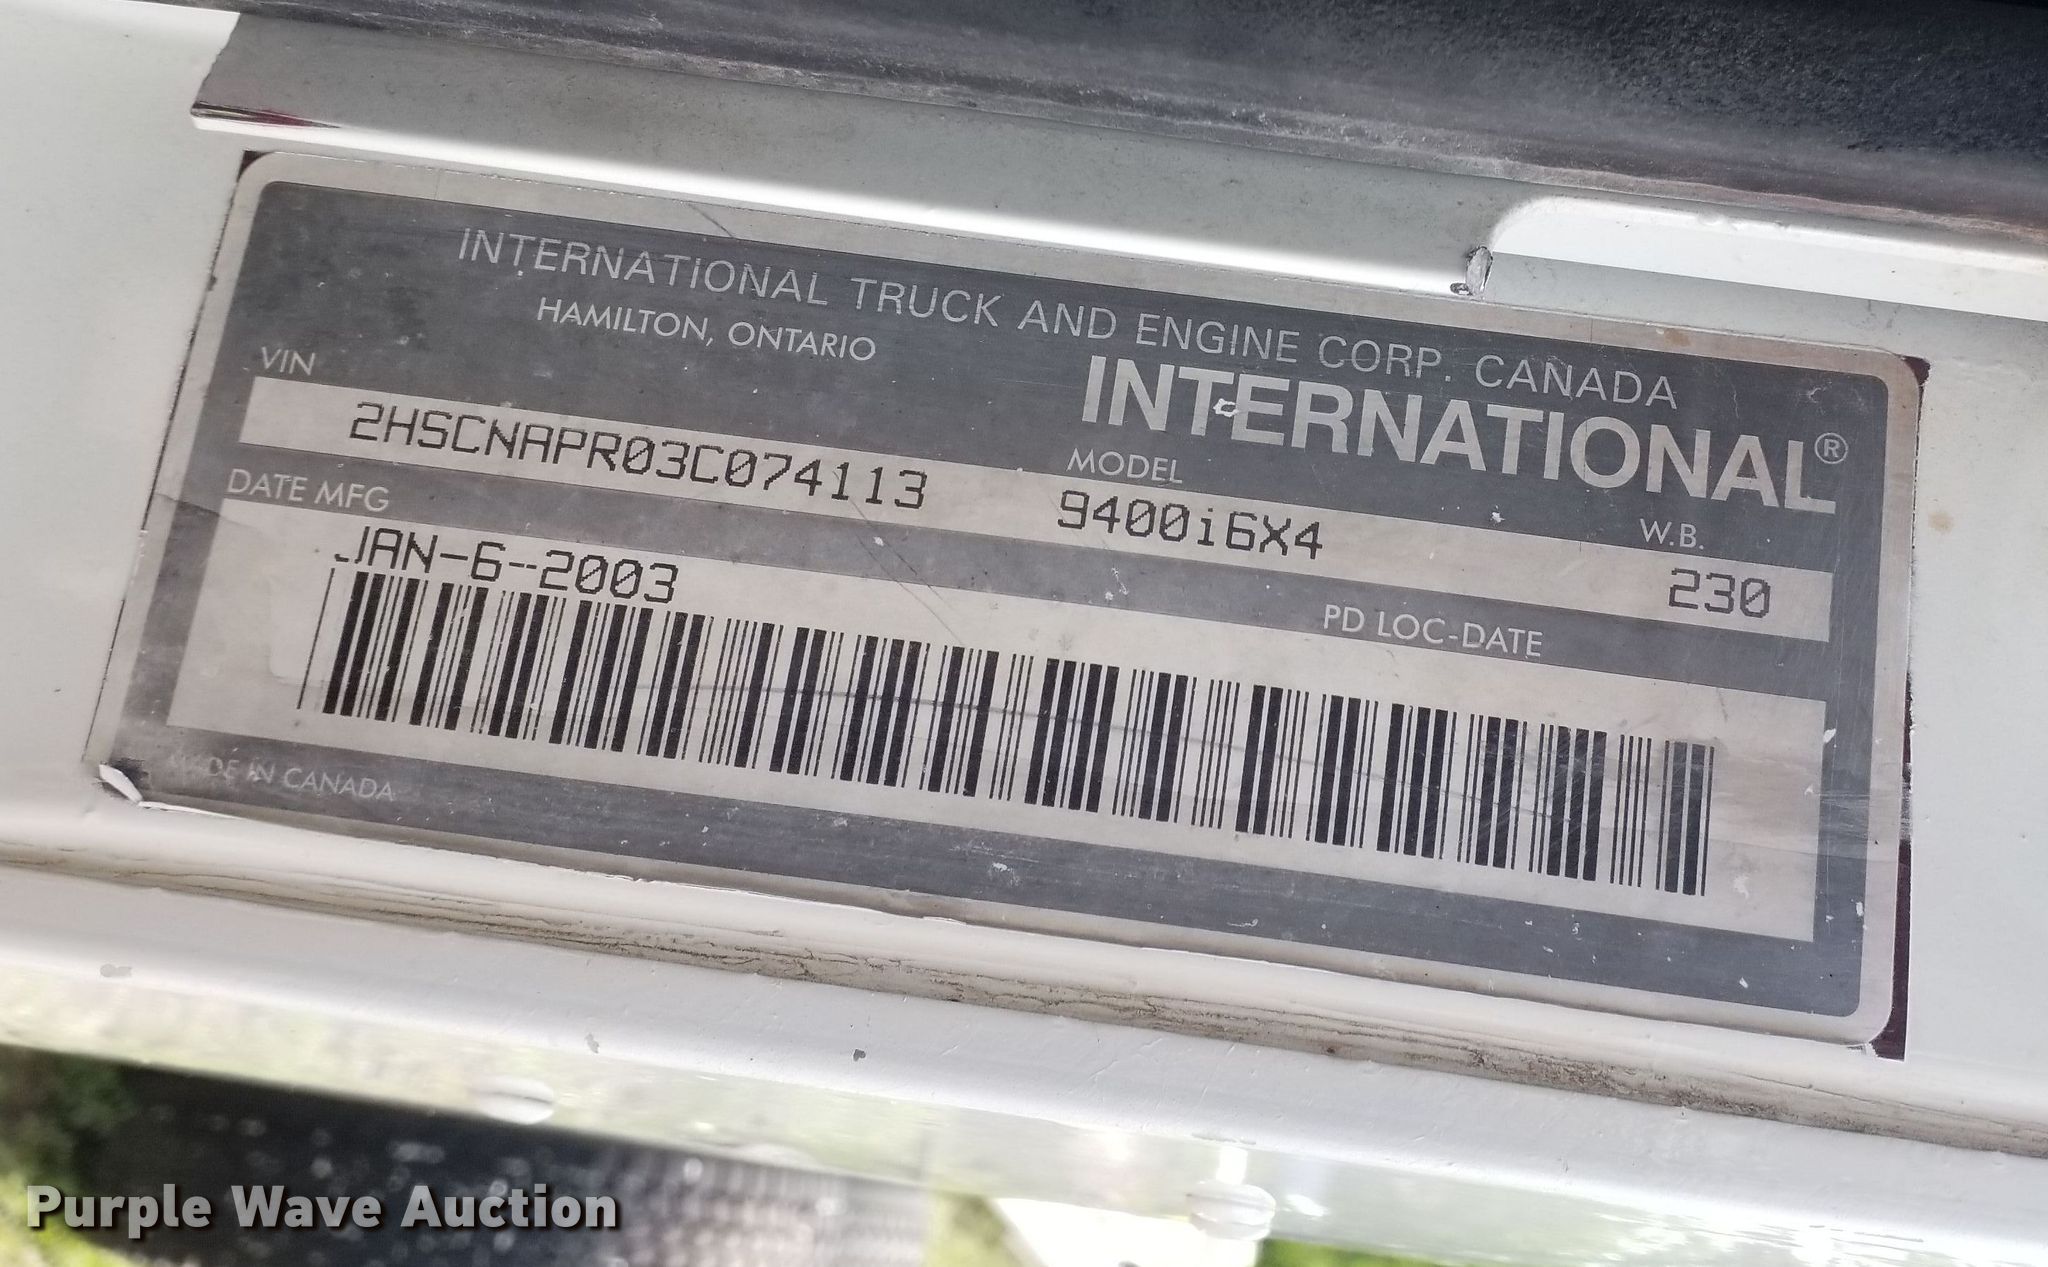 INTERNATIONAL TRUCK AND ENGINE CORP. CANADA
HAMILTON, ONTARIO
INTERNATIONAL®
VIN
MODEL
W.B.
2HSCNAPR03C074113
9400i6X4
230
DATE MFG
PD LOC-DATE
JAN-6--2003
MADE IN CANADA
Purple Wave Auction